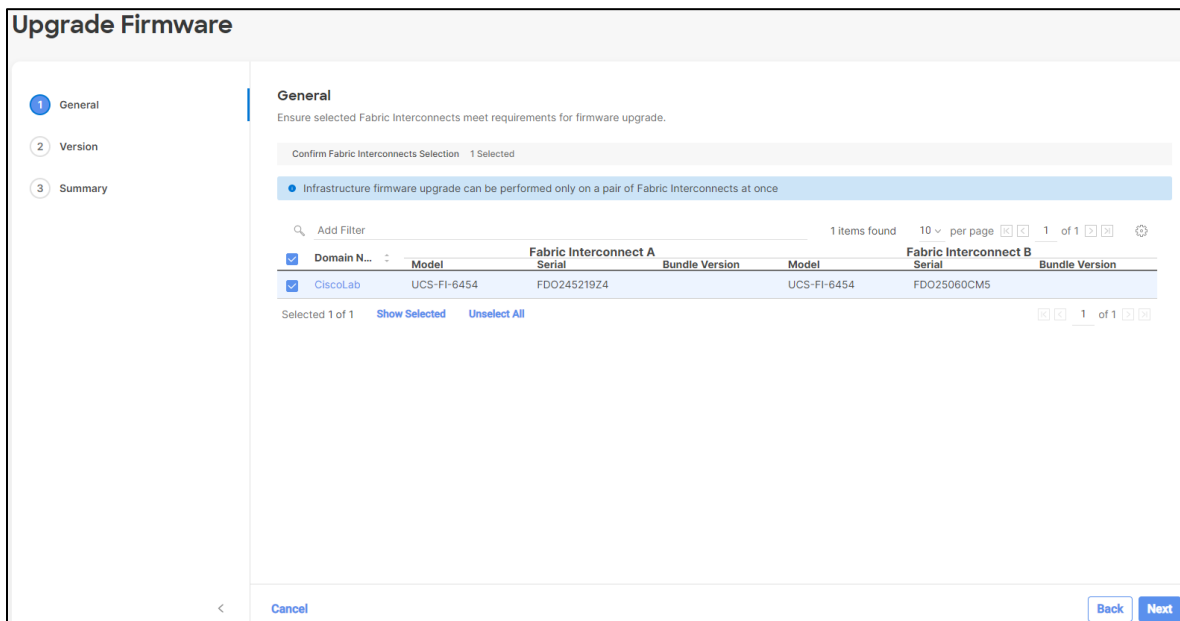 Upgrade Firmware
1 General
2 Version
3 Summary
General
Ensure selected Fabric Interconnects meet requirements for firmware upgrade.
Confirm Fabric Interconnects Selection 1 Selected
Infrastructure firmware upgrade can be performed only on a pair of Fabric Interconnects at once
Add Filter 1 items found 10 per page 1 of 1
Domain N... Fabric Interconnect A Fabric Interconnect B
Model Serial Bundle Version Model Serial Bundle Version
CiscoLab UCS-FI-6454 FDO245219Z4 UCS-FI-6454 FDO25060CM5
Selected 1 of 1 Show Selected Unselect All 1 of 1
Cancel Back Next